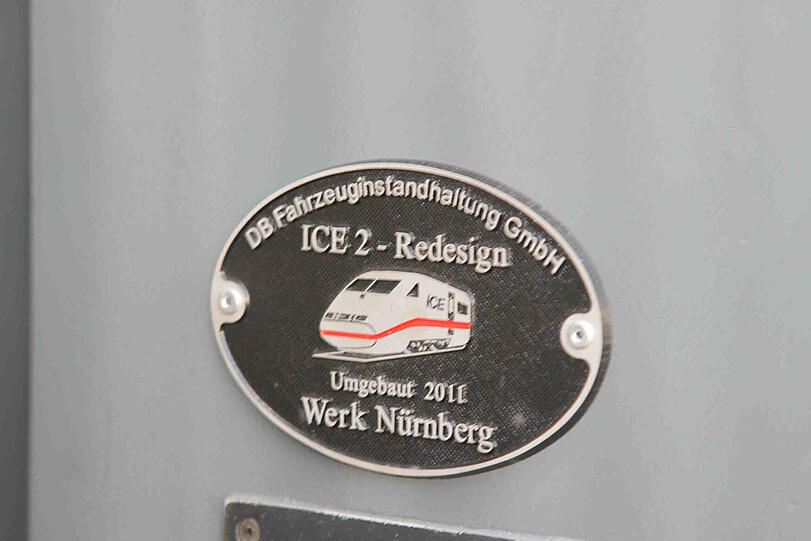 DB Fahrzeuginstandhaltung GmbH
ICE 2 - Redesign
ICE
Umgebaut 2011
Werk Nürnberg